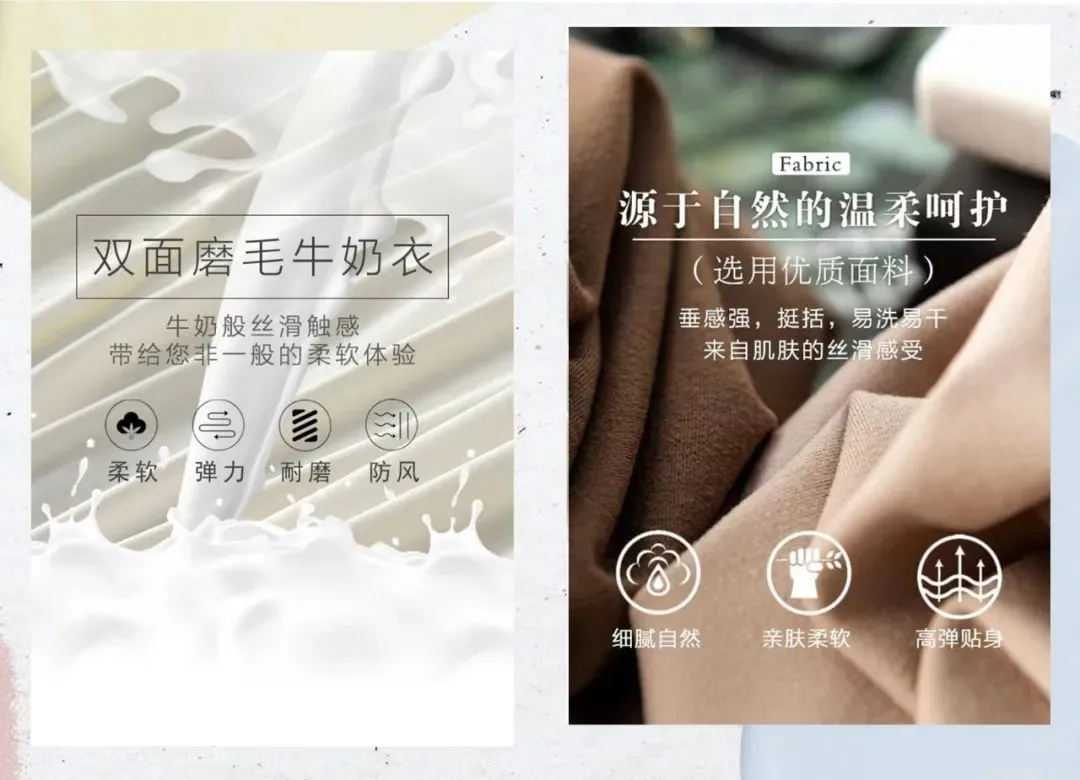 双面磨毛牛奶衣
牛奶般丝滑触感
带给您非一般的柔软体验
柔软 弹力 耐磨 防风
Fabric
源于自然的温柔呵护
（选用优质面料）
垂感强，挺括，易洗易干
来自肌肤的丝滑感受
细腻自然 亲肤柔软 高弹贴身